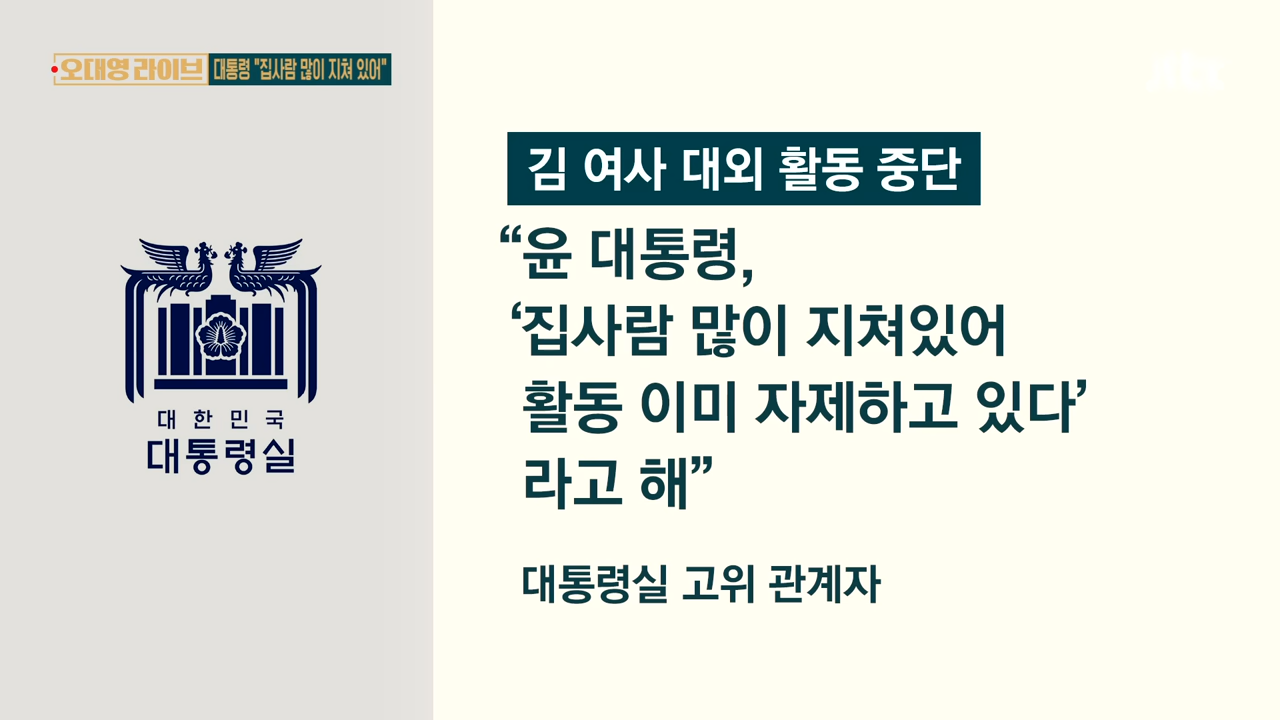 오대영 라이브 대통령 "집사람 많이 지쳐 있어"
jtbc
김 여사 대외 활동 중단
“윤 대통령,
‘집사람 많이 지쳐있어
활동 이미 자제하고 있다’
라고 해”
대통령실 고위 관계자
대한민국
대통령실